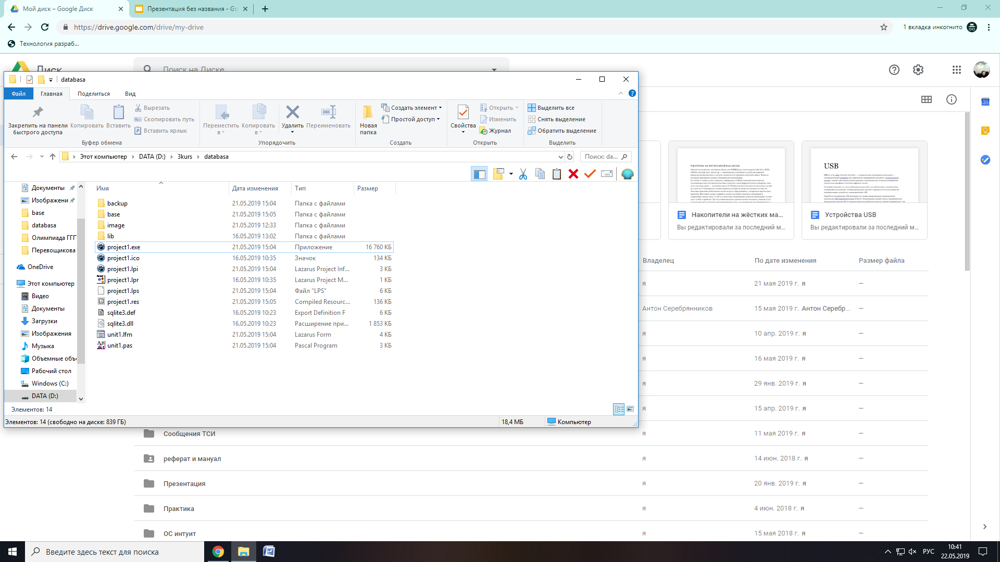 Мой диск – Google Диск
Презентация без названия - Go
https://drive.google.com/drive/my-drive
1 вкладка инкогнито
Технология разраб...
Диск
Поиск на Диске
databasa
Файл
Главная
Поделиться
Вид
Закрепить на панели быстрого доступа
Копировать
Вставить
Вырезать
Скопировать путь
Вставить ярлык
Буфер обмена
Переместить в
Копировать в
Удалить
Переименовать
Упорядочить
Новая папка
Создать элемент
Простой доступ
Создать
Свойства
Открыть
Изменить
Журнал
Открыть
Выделить все
Снять выделение
Обратить выделение
Выделить
Этот компьютер > DATA (D:) > 3kurs > databasa
Поиск: da...
Документы
Изображени
base
databasa
Олимпиада ГГГ
Перевощикова
OneDrive
Этот компьютер
Видео
Документы
Загрузки
Изображения
Музыка
Объемные объ
Рабочий стол
Windows (C:)
DATA (D:)
Имя Дата изменения Тип Размер
backup 21.05.2019 15:04 Папка с файлами
base 21.05.2019 15:05 Папка с файлами
image 21.05.2019 12:33 Папка с файлами
lib 16.05.2019 13:02 Папка с файлами
project1.exe 21.05.2019 15:04 Приложение 16 760 КБ
project1.ico 16.05.2019 10:35 Значок 134 КБ
project1.lpi 21.05.2019 15:04 Lazarus Project Inf... 3 КБ
project1.lpr 16.05.2019 10:35 Lazarus Project M... 1 КБ
project1.lps 21.05.2019 15:04 Файл "LPS" 6 КБ
project1.res 21.05.2019 15:05 Compiled Resourc... 136 КБ
sqlite3.def 16.05.2019 10:23 Export Definition F 6 КБ
sqlite3.dll 16.05.2019 10:23 Расширение при... 1 853 КБ
unit1.lfm 21.05.2019 15:04 Lazarus Form 4 КБ
unit1.pas 21.05.2019 15:04 Pascal Program 3 КБ
Элементов: 14
Элементов: 14 (свободно на диске: 839 ГБ)
18,4 МБ
Компьютер
Накопители на жёстких ма...
Вы редактировали за последний м...
USB
Устройства USB
Вы редактировали за последний м...
Владелец По дате изменения Размер файла
я 21 мая 2019 г. я —
Антон Серебрянников 15 мая 2019 г. Антон Серебр... —
я 10 апр. 2019 г. я —
я 16 мая 2019 г. я —
я 29 янв. 2019 г. я —
я 15 апр. 2019 г. я —
Сообщения ТСИ я 11 мая 2019 г. я —
реферат и мануал я 14 июн. 2018 г. я —
Презентация я 20 янв. 2019 г. я —
Практика я 4 июн. 2018 г. я —
ОС интуит я 15 мая 2018 г. я —
31
Введите здесь текст для поиска
РУС
10:41
22.05.2019